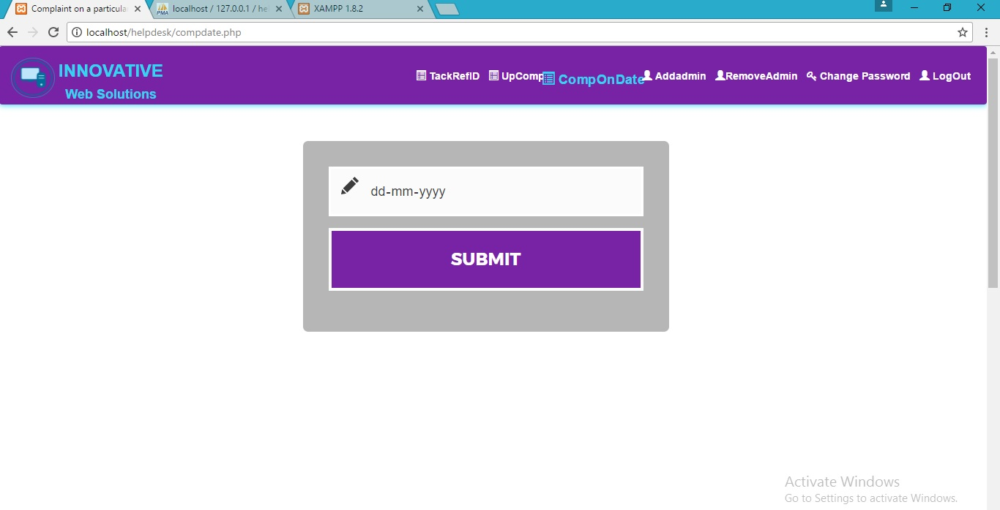 Complaint on a particula
localhost / 127.0.0.1 / he
XAMPP 1.8.2
localhost/helpdesk/compdate.php
INNOVATIVE
Web Solutions
TackRefID UpComp CompOnDate Addadmin RemoveAdmin Change Password LogOut
dd-mm-yyyy
SUBMIT
Activate Windows
Go to Settings to activate Windows.